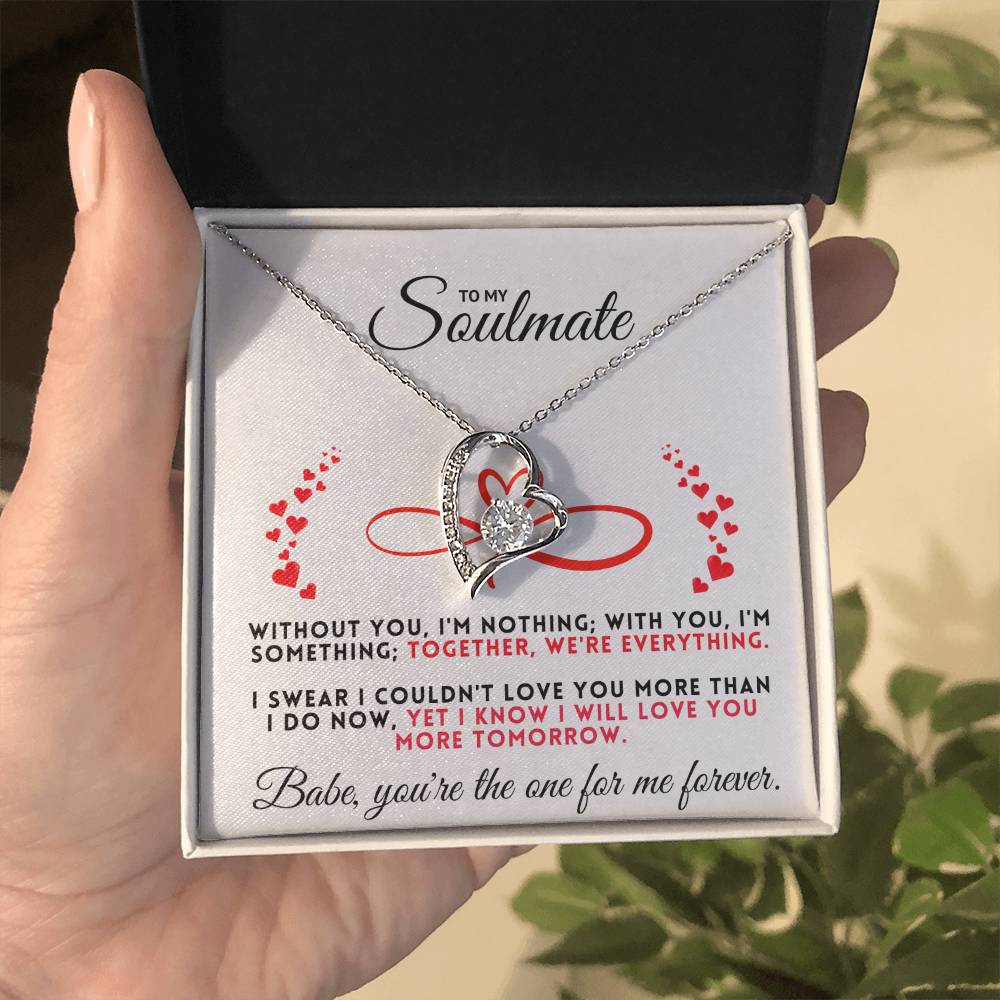 TO MY
Soulmate
WITHOUT YOU, I'M NOTHING; WITH YOU, I'M
SOMETHING; TOGETHER, WE'RE EVERYTHING.
I SWEAR I COULDN'T LOVE YOU MORE THAN
I DO NOW, YET I KNOW I WILL LOVE YOU
MORE TOMORROW.
Babe, you're the one for me forever.